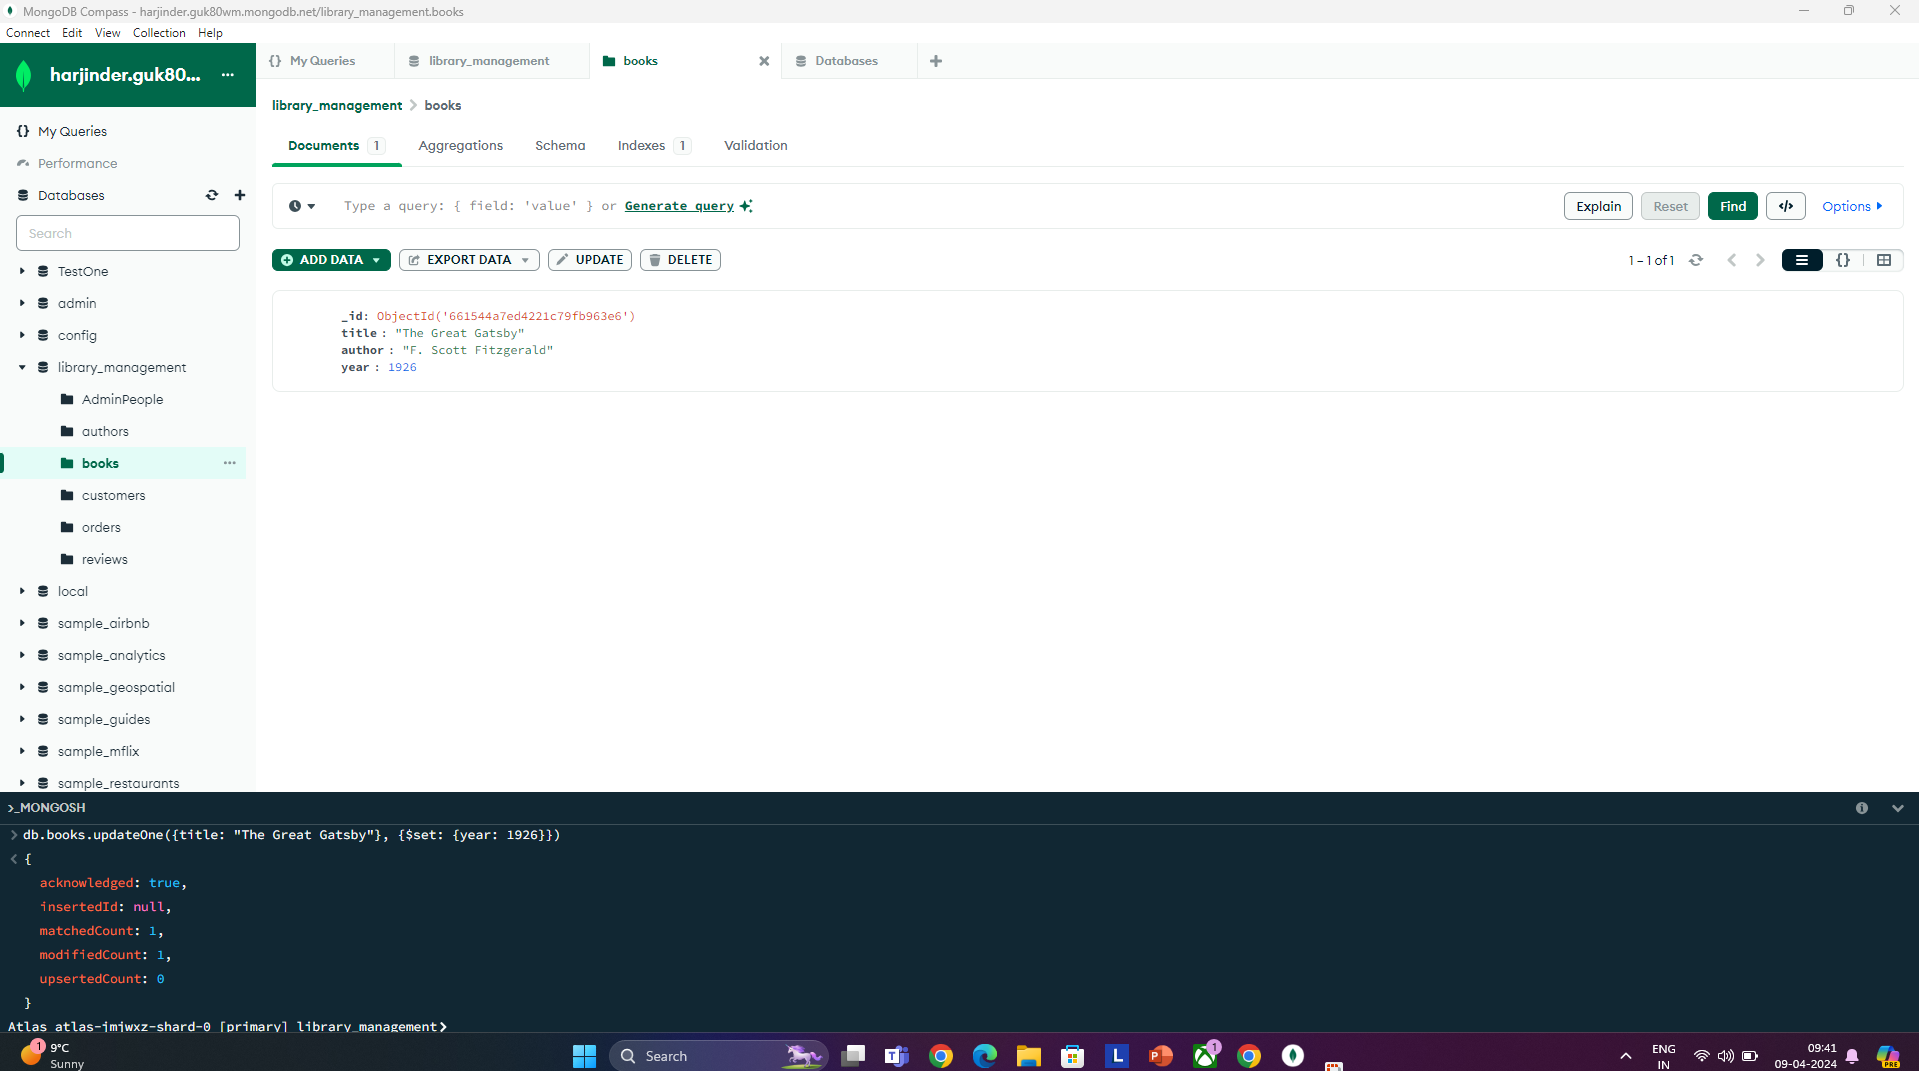 MongoDB Compass - harjinder.guk80wm.mongodb.net/library_management.books
Connect Edit View Collection Help
harjinder.guk80... ···
{} My Queries
library_management
books
Databases
library_management > books
My Queries
Documents 1
Aggregations
Schema
Indexes 1
Validation
Performance
Databases
Search
Type a query: { field: 'value' } or Generate query
Explain
Reset
Find
</>
Options
ADD DATA
EXPORT DATA
UPDATE
DELETE
1 – 1 of 1
{}
_id: ObjectId('661544a7ed4221c79fb963e6')
title : "The Great Gatsby"
author : "F. Scott Fitzgerald"
year : 1926
TestOne
admin
config
library_management
AdminPeople
authors
books ···
customers
orders
reviews
local
sample_airbnb
sample_analytics
sample_geospatial
sample_guides
sample_mflix
sample_restaurants
>_MONGOSH
> db.books.updateOne({title: "The Great Gatsby"}, {$set: {year: 1926}})
< {
acknowledged: true,
insertedId: null,
matchedCount: 1,
modifiedCount: 1,
upsertedCount: 0
}
Atlas atlas-jmjwxz-shard-0 [primary] library_management>
1
9°C
Sunny
Search
L
1
ENG
IN
09:41
09-04-2024
PRE